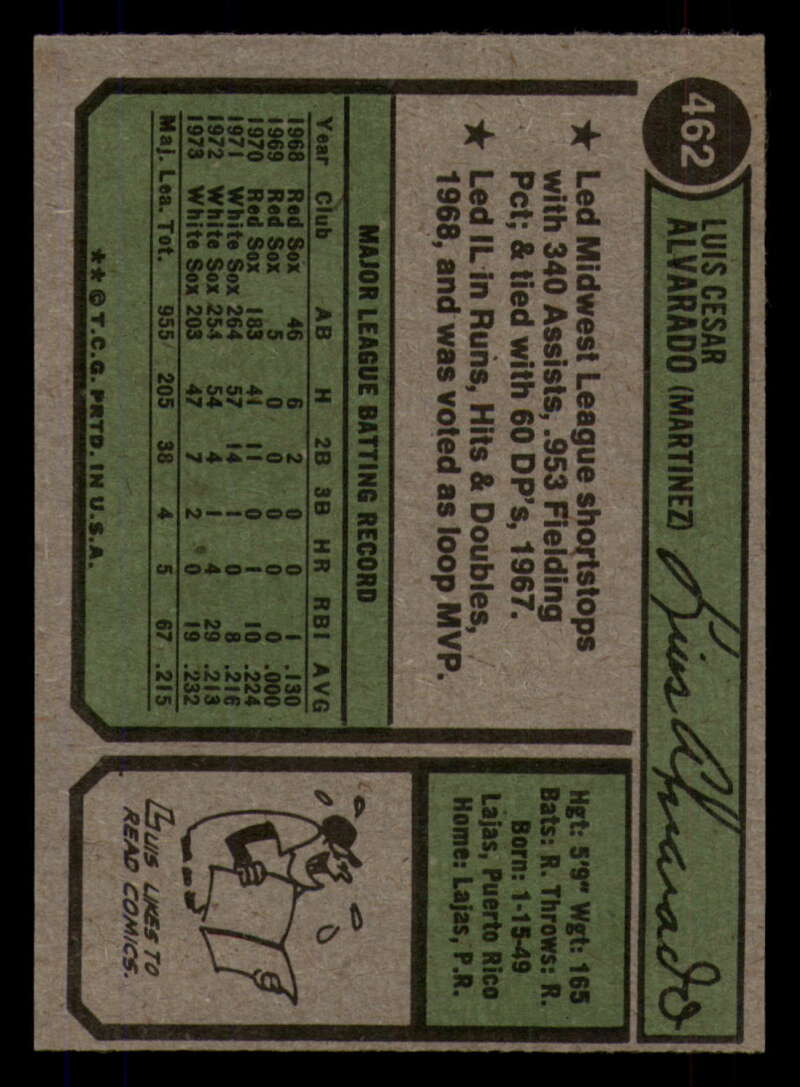 462
LUIS CESAR
ALVARADO (MARTINEZ)
Luis Alvarado
★ Led Midwest League shortstops
with 340 Assists, .953 Fielding
Pct; & tied with 60 DP's, 1967.
★ Led IL in Runs, Hits & Doubles,
1968, and was voted as loop MVP.
MAJOR LEAGUE BATTING RECORD
Year Club AB H 2B 3B HR RBI AVG
1968 Red Sox 46 6 2 0 0 1 .130
1969 Red Sox 5 0 0 0 0 0 .000
1970 Red Sox 183 41 11 0 1 10 .224
1971 White Sox 264 57 14 1 0 8 .216
1972 White Sox 254 54 4 1 4 29 .213
1973 White Sox 203 47 7 2 0 19 .232
Maj. Lea. Tot. 955 205 38 4 5 67 .215
**©T.C.G. PRTD. IN U.S.A.
Hgt: 5'9" Wgt: 165
Bats: R. Throws: R.
Born: 1-15-49
Lajas, Puerto Rico
Home: Lajas, P.R.
LUIS LIKES TO
READ COMICS.